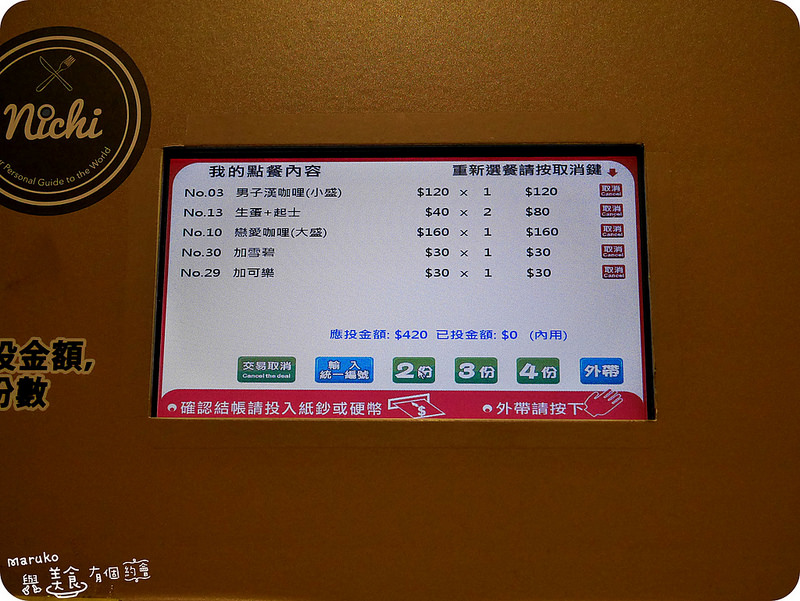 Nichi
r Personal Guide to the World
我的點餐內容 重新選餐請按取消鍵
No.03 男子漢咖哩(小盛) $120 × 1 $120 取消 Cancel
No.13 生蛋+起士 $40 × 2 $80 取消 Cancel
No.10 戀愛咖哩(大盛) $160 × 1 $160 取消 Cancel
No.30 加雪碧 $30 × 1 $30 取消 Cancel
No.29 加可樂 $30 × 1 $30 取消 Cancel
應投金額: $420 已投金額: $0 (內用)
交易取消 Cancel the deal 輸入統一編號 2份 3份 4份 外帶
確認結帳請投入紙鈔或硬幣 $ 外帶請按下
投金額,
份數
maruko
與美食有個約會